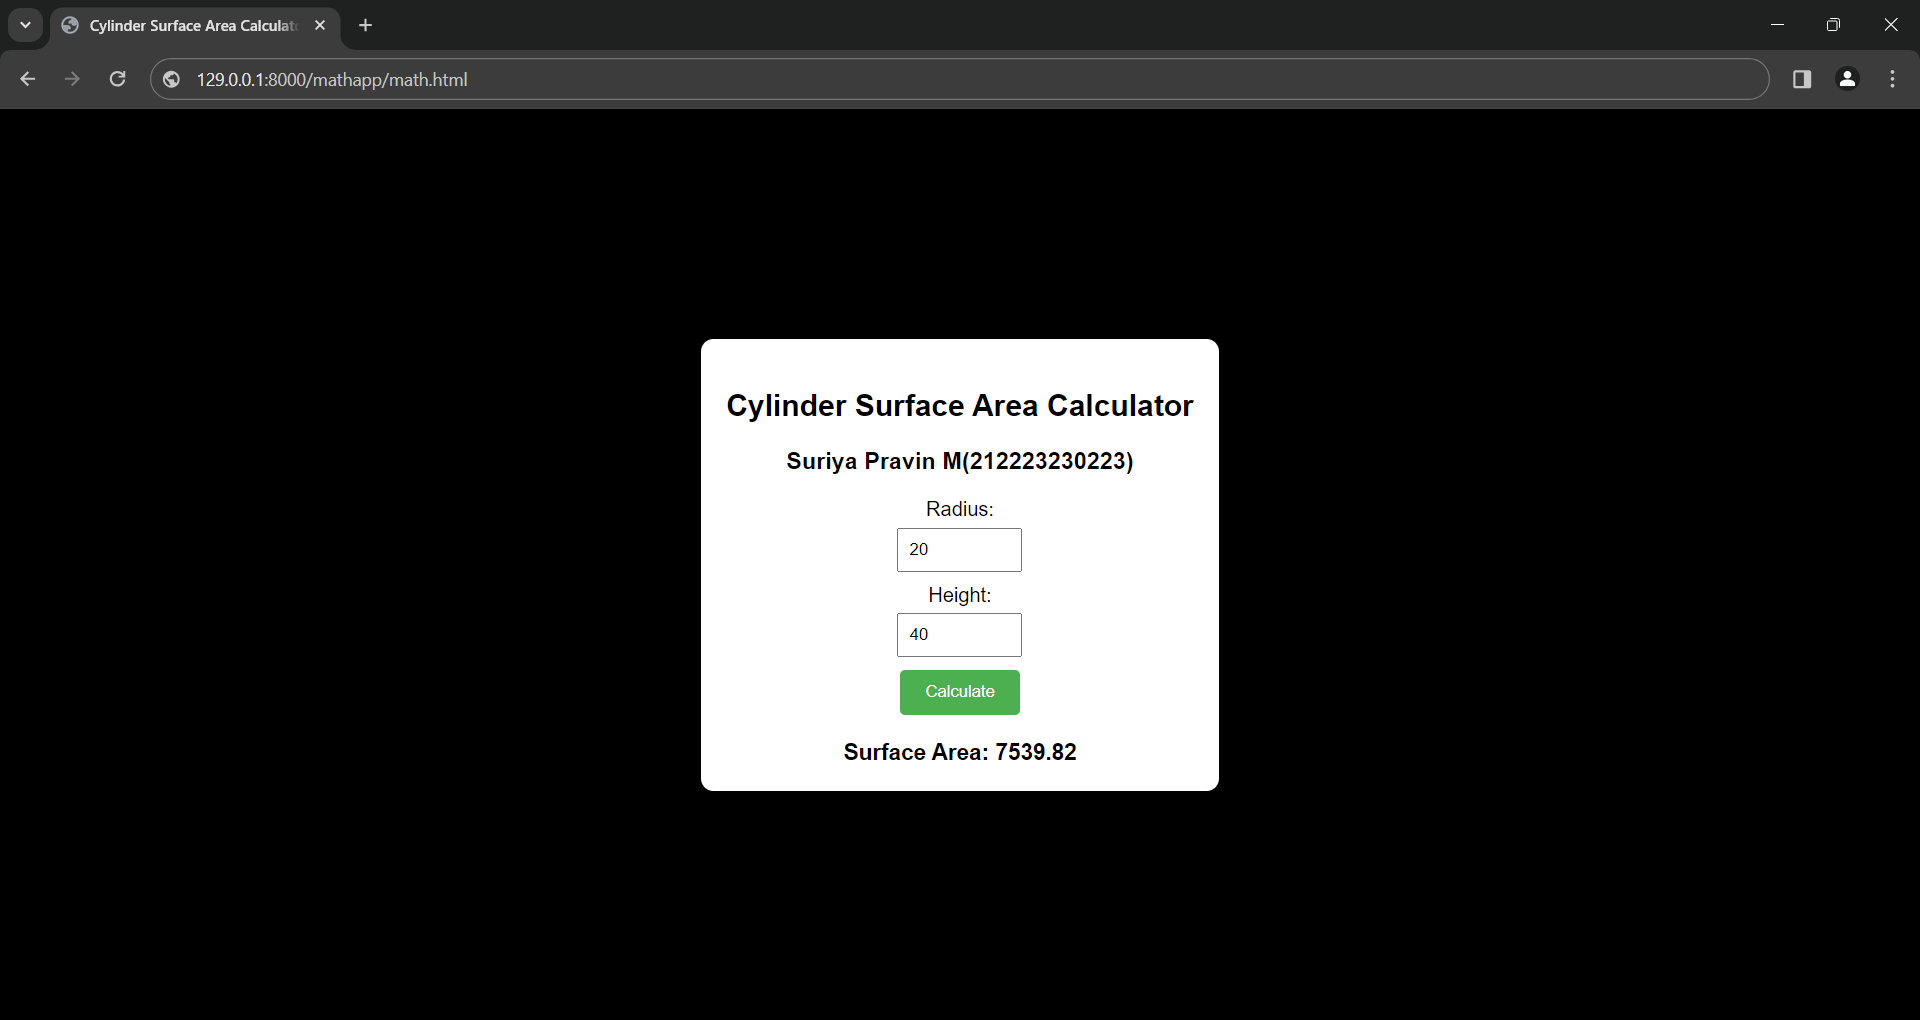 Cylinder Surface Area Calculat
129.0.0.1:8000/mathapp/math.html
Cylinder Surface Area Calculator
Suriya Pravin M(212223230223)
Radius:
20
Height:
40
Calculate
Surface Area: 7539.82